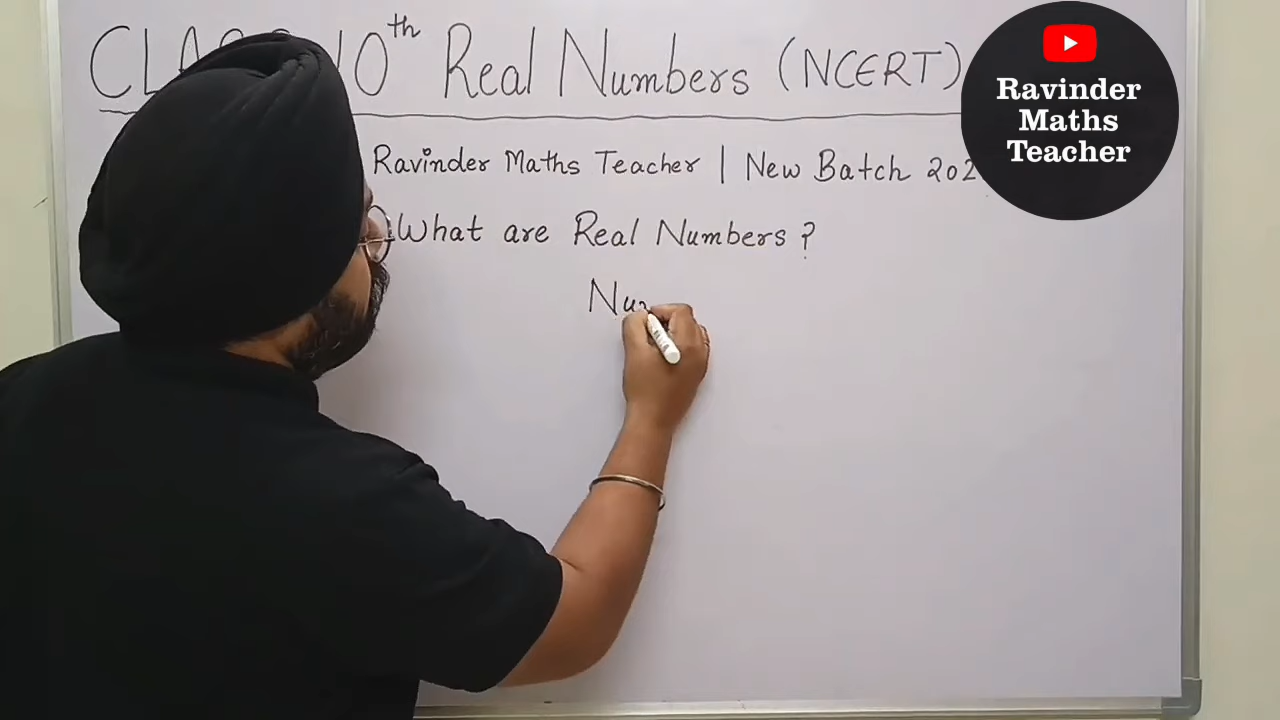 CLASS 10th Real Numbers (NCERT)
Ravinder Maths Teacher | New Batch 202
What are Real Numbers ?
Nu
Ravinder
Maths
Teacher